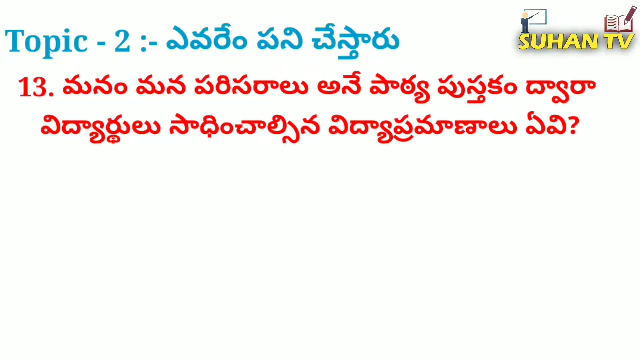 Topic - 2 :- ఎవరేం పని చేస్తారు
SUHAN TV
13. మనం మన పరిసరాలు అనే పాఠ్య పుస్తకం ద్వారా
విద్యార్థులు సాధించాల్సిన విద్యాప్రమాణాలు ఏవి?